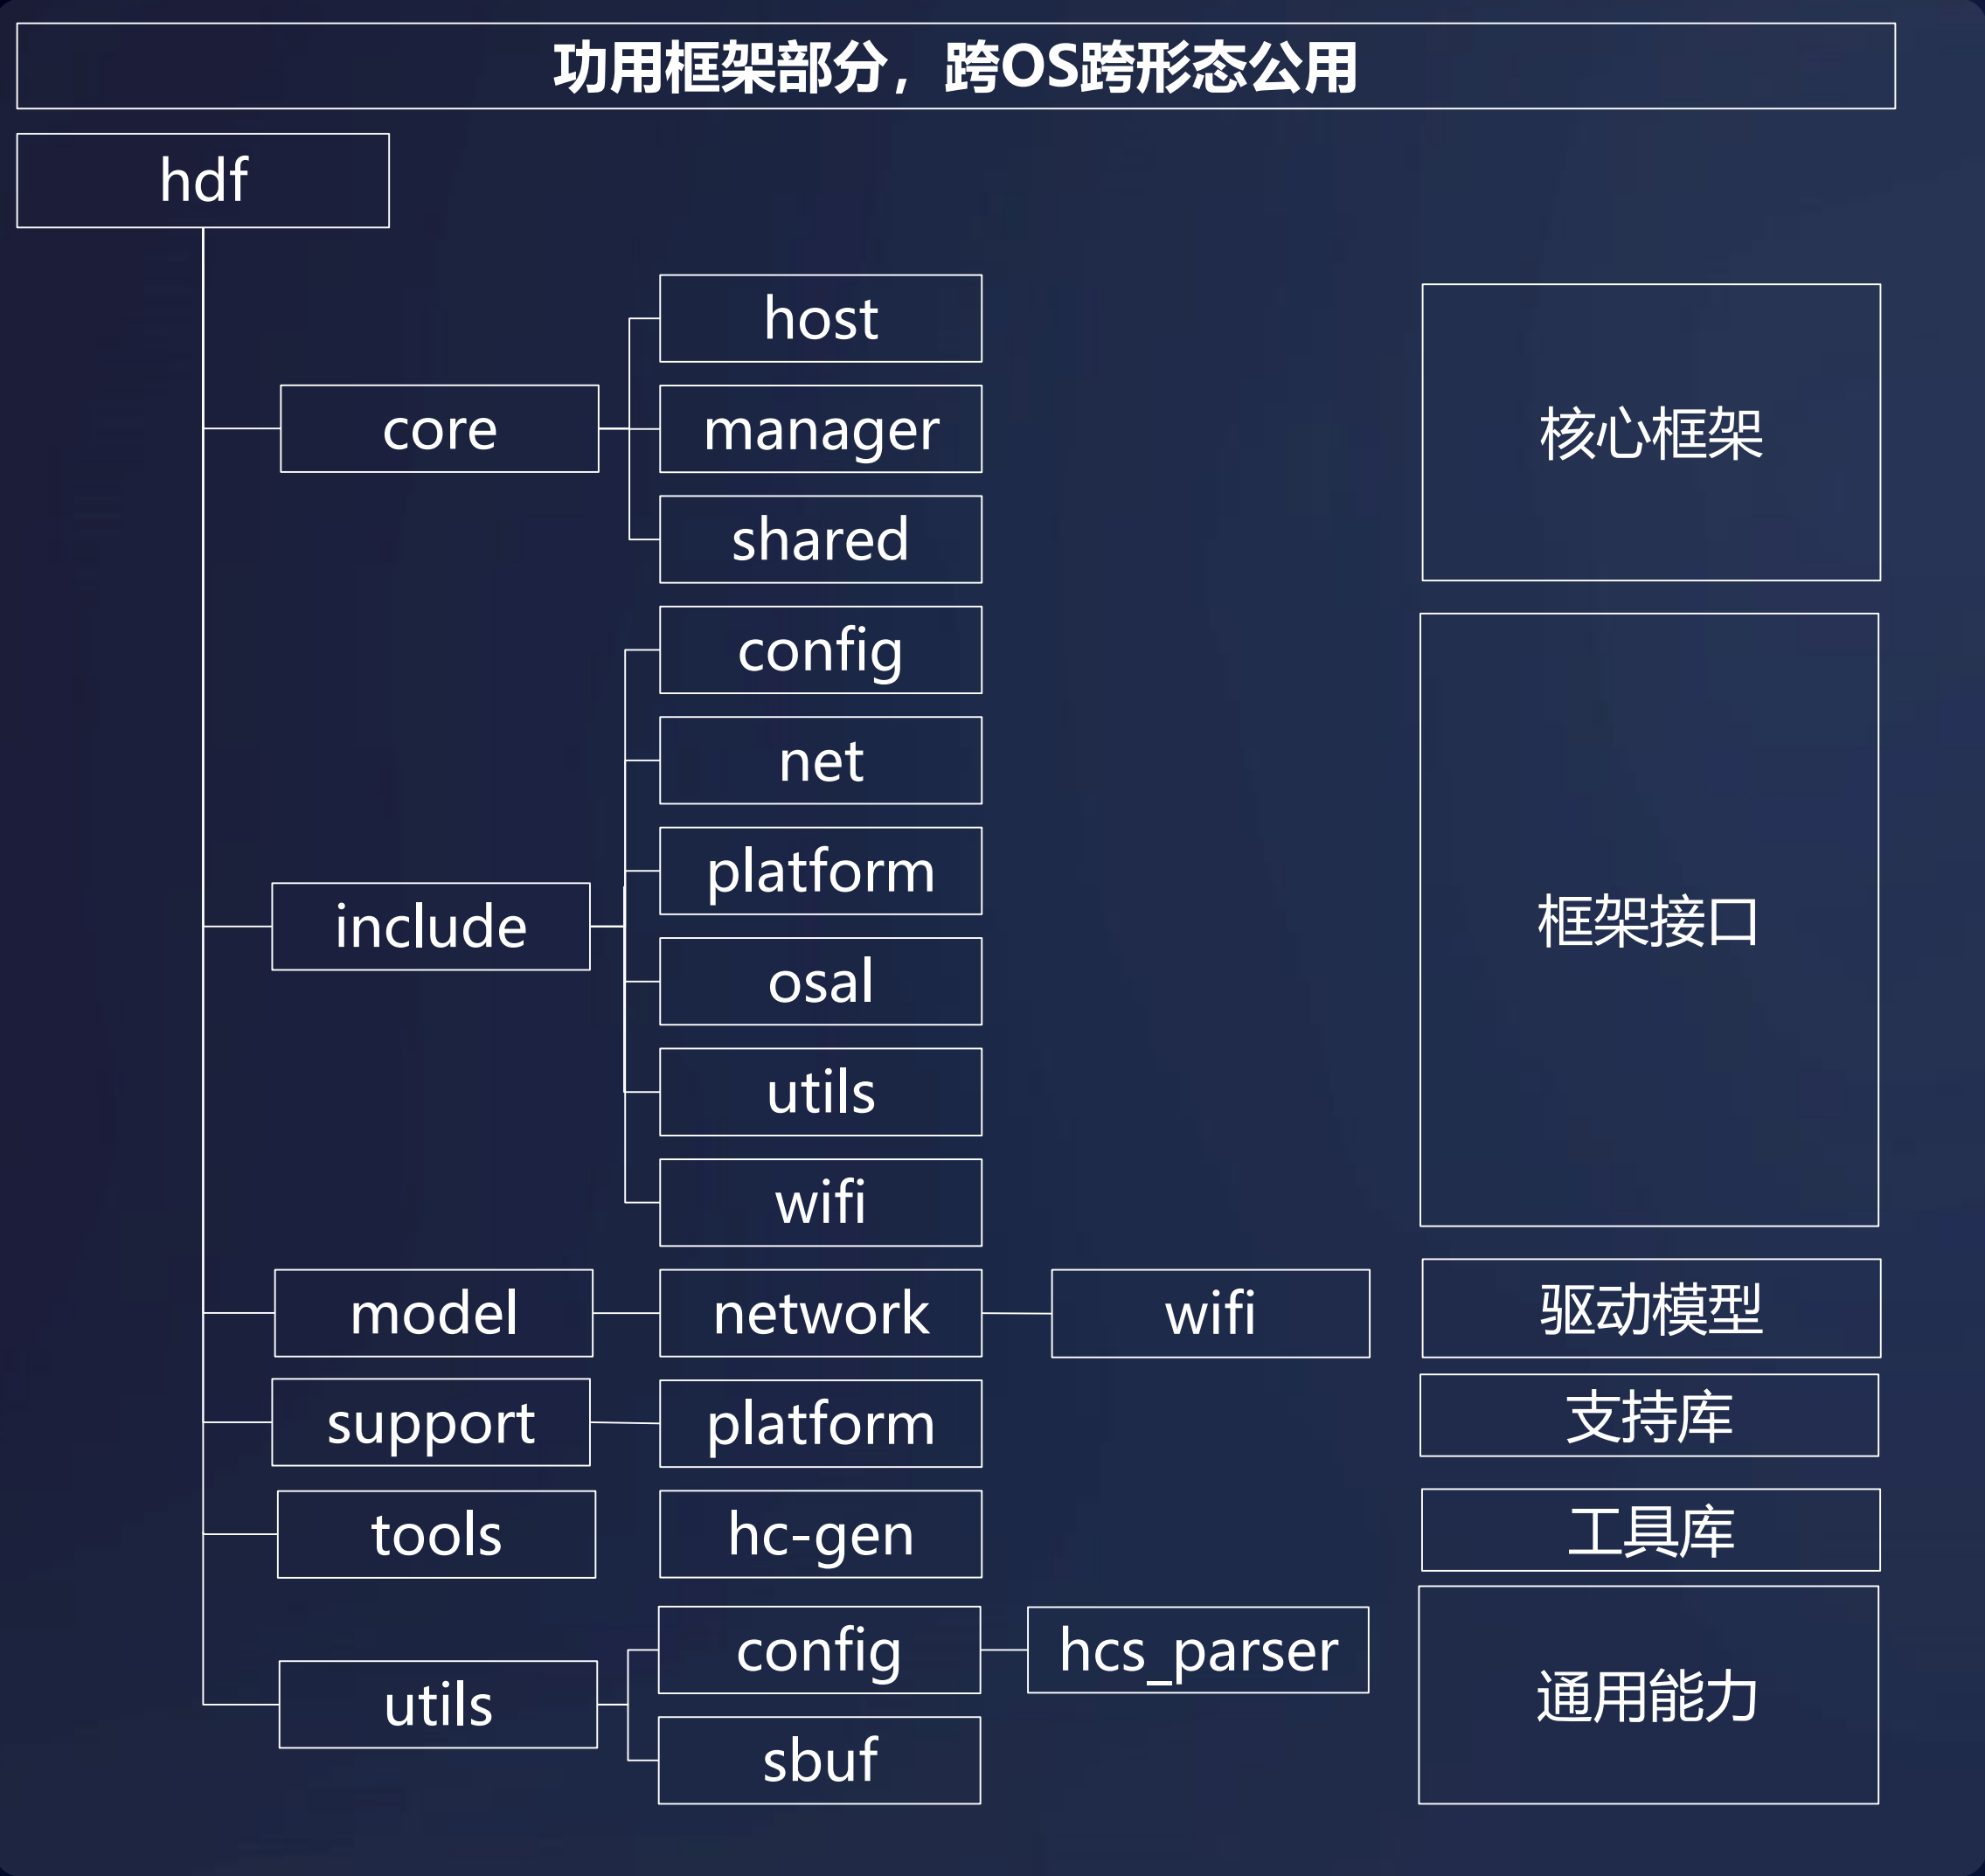 功用框架部分，跨OS跨形态公用
hdf
core
host
manager
shared
核心框架
include
config
net
platform
osal
utils
wifi
框架接口
model
network
wifi
驱动模型
support
platform
支持库
tools
hc-gen
工具库
utils
config
hcs_parser
sbuf
通用能力